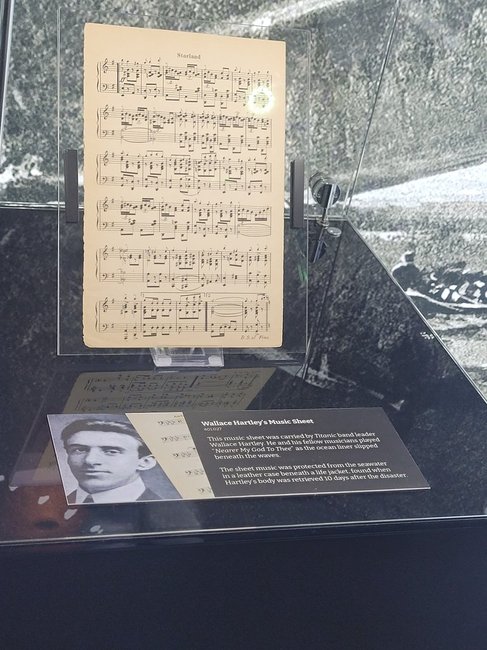 Starland
D.S. al Fine
Wallace Hartley's Music Sheet
This music sheet was carried by Titanic band leader
Wallace Hartley. He and his fellow musicians played
"Nearer My God To Thee" as the ocean liner slipped
beneath the waves.
The sheet music was protected from the seawater
in a leather case beneath a life jacket, found when
Hartley's body was retrieved 10 days after the disaster.